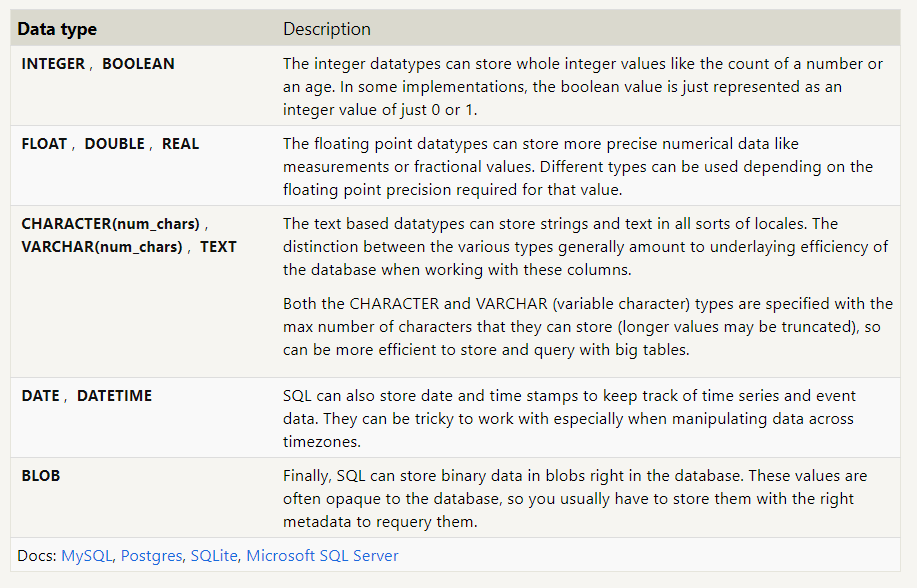 Data type Description
INTEGER , BOOLEAN The integer datatypes can store whole integer values like the count of a number or
an age. In some implementations, the boolean value is just represented as an
integer value of just 0 or 1.
FLOAT , DOUBLE , REAL The floating point datatypes can store more precise numerical data like
measurements or fractional values. Different types can be used depending on the
floating point precision required for that value.
CHARACTER(num_chars) , The text based datatypes can store strings and text in all sorts of locales. The
VARCHAR(num_chars) , TEXT distinction between the various types generally amount to underlaying efficiency of
the database when working with these columns.
Both the CHARACTER and VARCHAR (variable character) types are specified with the
max number of characters that they can store (longer values may be truncated), so
can be more efficient to store and query with big tables.
DATE , DATETIME SQL can also store date and time stamps to keep track of time series and event
data. They can be tricky to work with especially when manipulating data across
timezones.
BLOB Finally, SQL can store binary data in blobs right in the database. These values are
often opaque to the database, so you usually have to store them with the right
metadata to requery them.
Docs: MySQL, Postgres, SQLite, Microsoft SQL Server